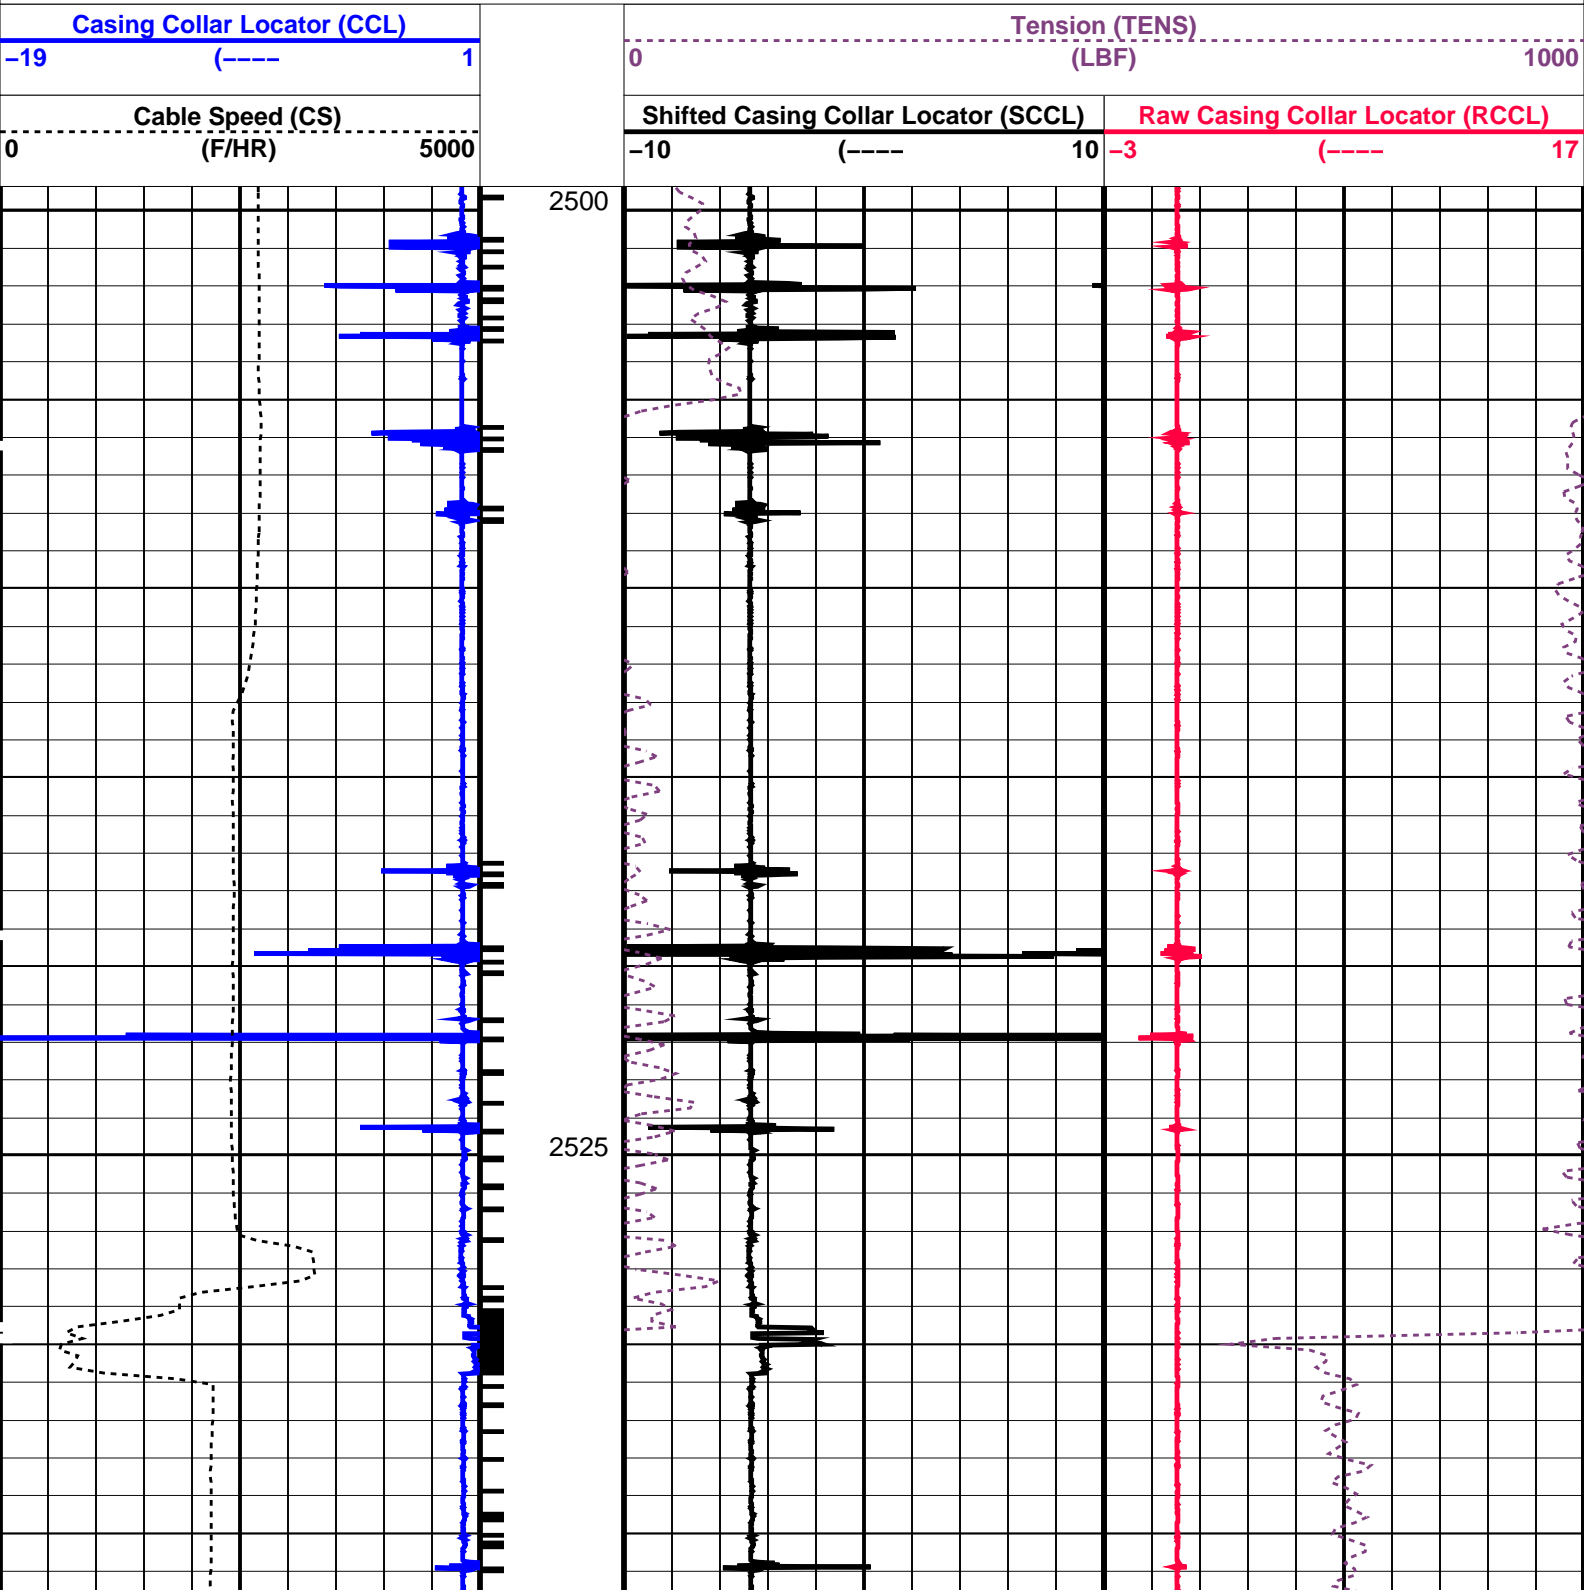 Casing Collar Locator (CCL)
−19 (−−−− 1
Tension (TENS)
0 (LBF) 1000
Cable Speed (CS)
0 (F/HR) 5000
Shifted Casing Collar Locator (SCCL)
−10 (−−−− 10
Raw Casing Collar Locator (RCCL)
−3 (−−−− 17
2500
2525